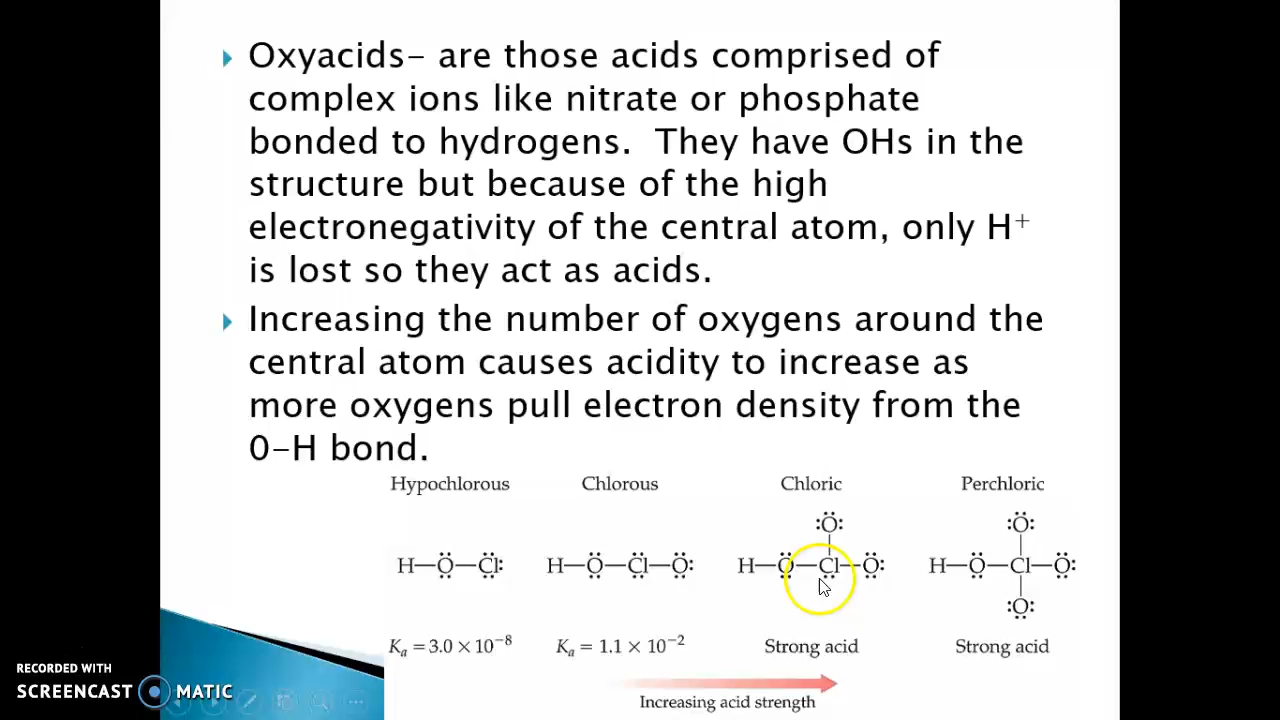 Oxyacids- are those acids comprised of
complex ions like nitrate or phosphate
bonded to hydrogens. They have OHs in the
structure but because of the high
electronegativity of the central atom, only H⁺
is lost so they act as acids.
Increasing the number of oxygens around the
central atom causes acidity to increase as
more oxygens pull electron density from the
0-H bond.
Hypochlorous Chlorous Chloric Perchloric
:Ö: :Ö:
H—Ö—Cl: H—Ö—Cl—Ö: H—Ö—Cl—Ö: H—Ö—Cl—Ö:
:O:
Kₐ = 3.0 × 10⁻⁸ Kₐ = 1.1 × 10⁻² Strong acid Strong acid
Increasing acid strength
RECORDED WITH
SCREENCAST MATIC